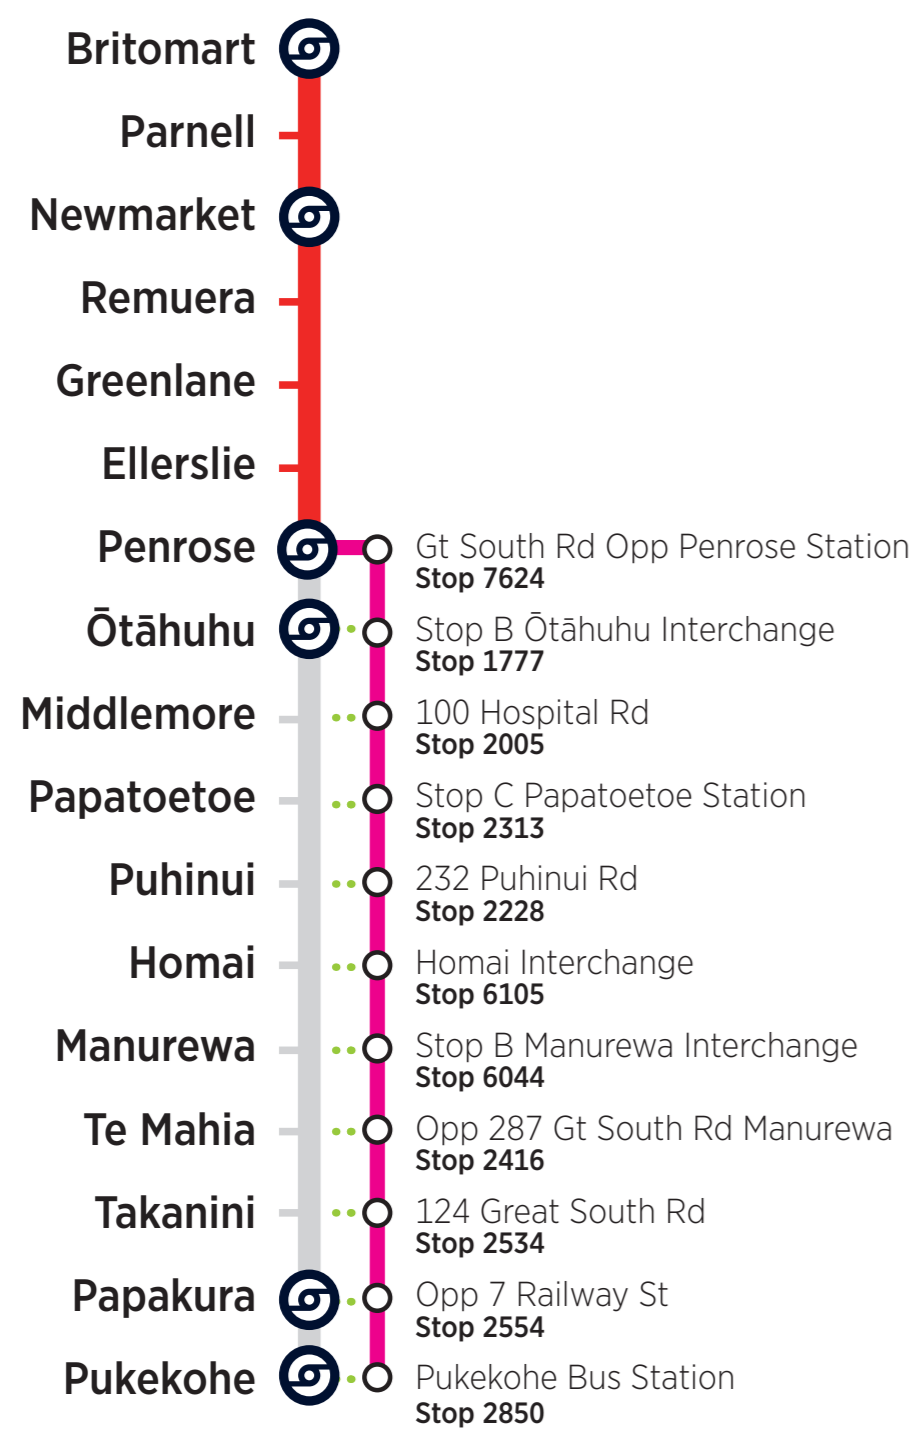 Britomart
Parnell
Newmarket
Remuera
Greenlane
Ellerslie
Penrose
Gt South Rd Opp Penrose Station
Stop 7624
Ōtāhuhu
Stop B Ōtāhuhu Interchange
Stop 1777
Middlemore
100 Hospital Rd
Stop 2005
Papatoetoe
Stop C Papatoetoe Station
Stop 2313
Puhinui
232 Puhinui Rd
Stop 2228
Homai
Homai Interchange
Stop 6105
Manurewa
Stop B Manurewa Interchange
Stop 6044
Te Mahia
Opp 287 Gt South Rd Manurewa
Stop 2416
Takanini
124 Great South Rd
Stop 2534
Papakura
Opp 7 Railway St
Stop 2554
Pukekohe
Pukekohe Bus Station
Stop 2850